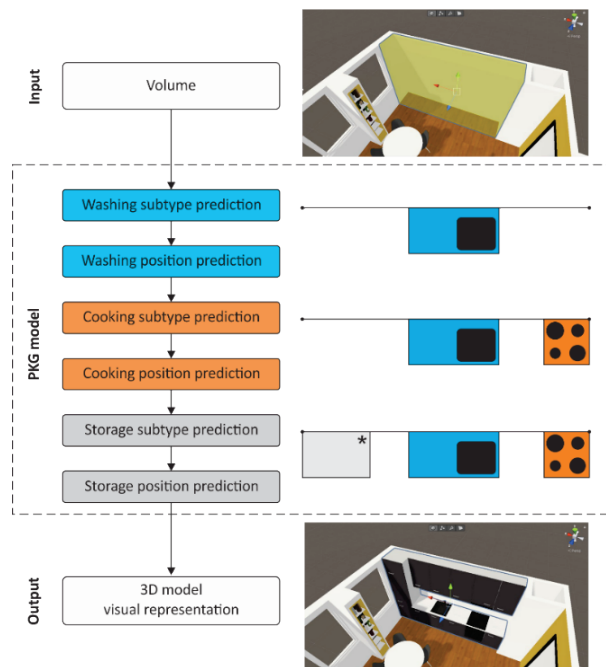 Input
Volume
PKG model
Washing subtype prediction
Washing position prediction
Cooking subtype prediction
Cooking position prediction
Storage subtype prediction
*
Storage position prediction
Output
3D model
visual representation